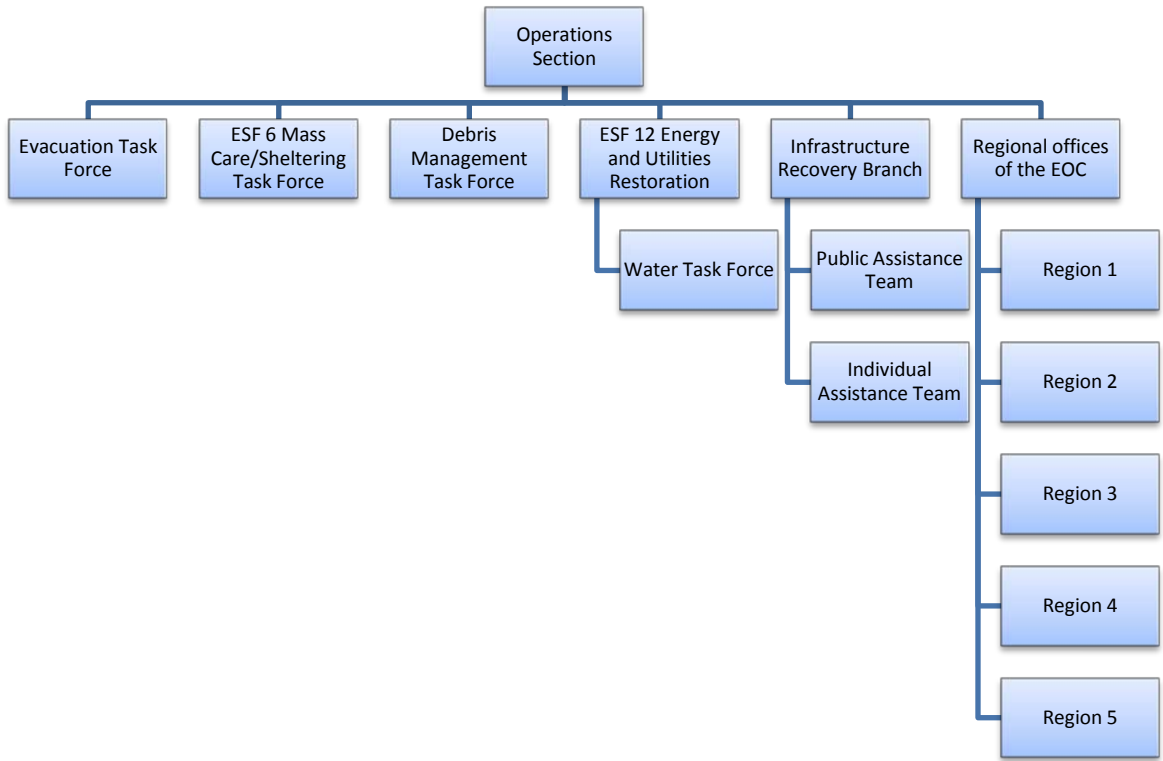 Operations
Section
Evacuation Task
Force
ESF 6 Mass
Care/Sheltering
Task Force
Debris
Management
Task Force
ESF 12 Energy
and Utilities
Restoration
Infrastructure
Recovery Branch
Regional offices
of the EOC
Water Task Force
Public Assistance
Team
Individual
Assistance Team
Region 1
Region 2
Region 3
Region 4
Region 5